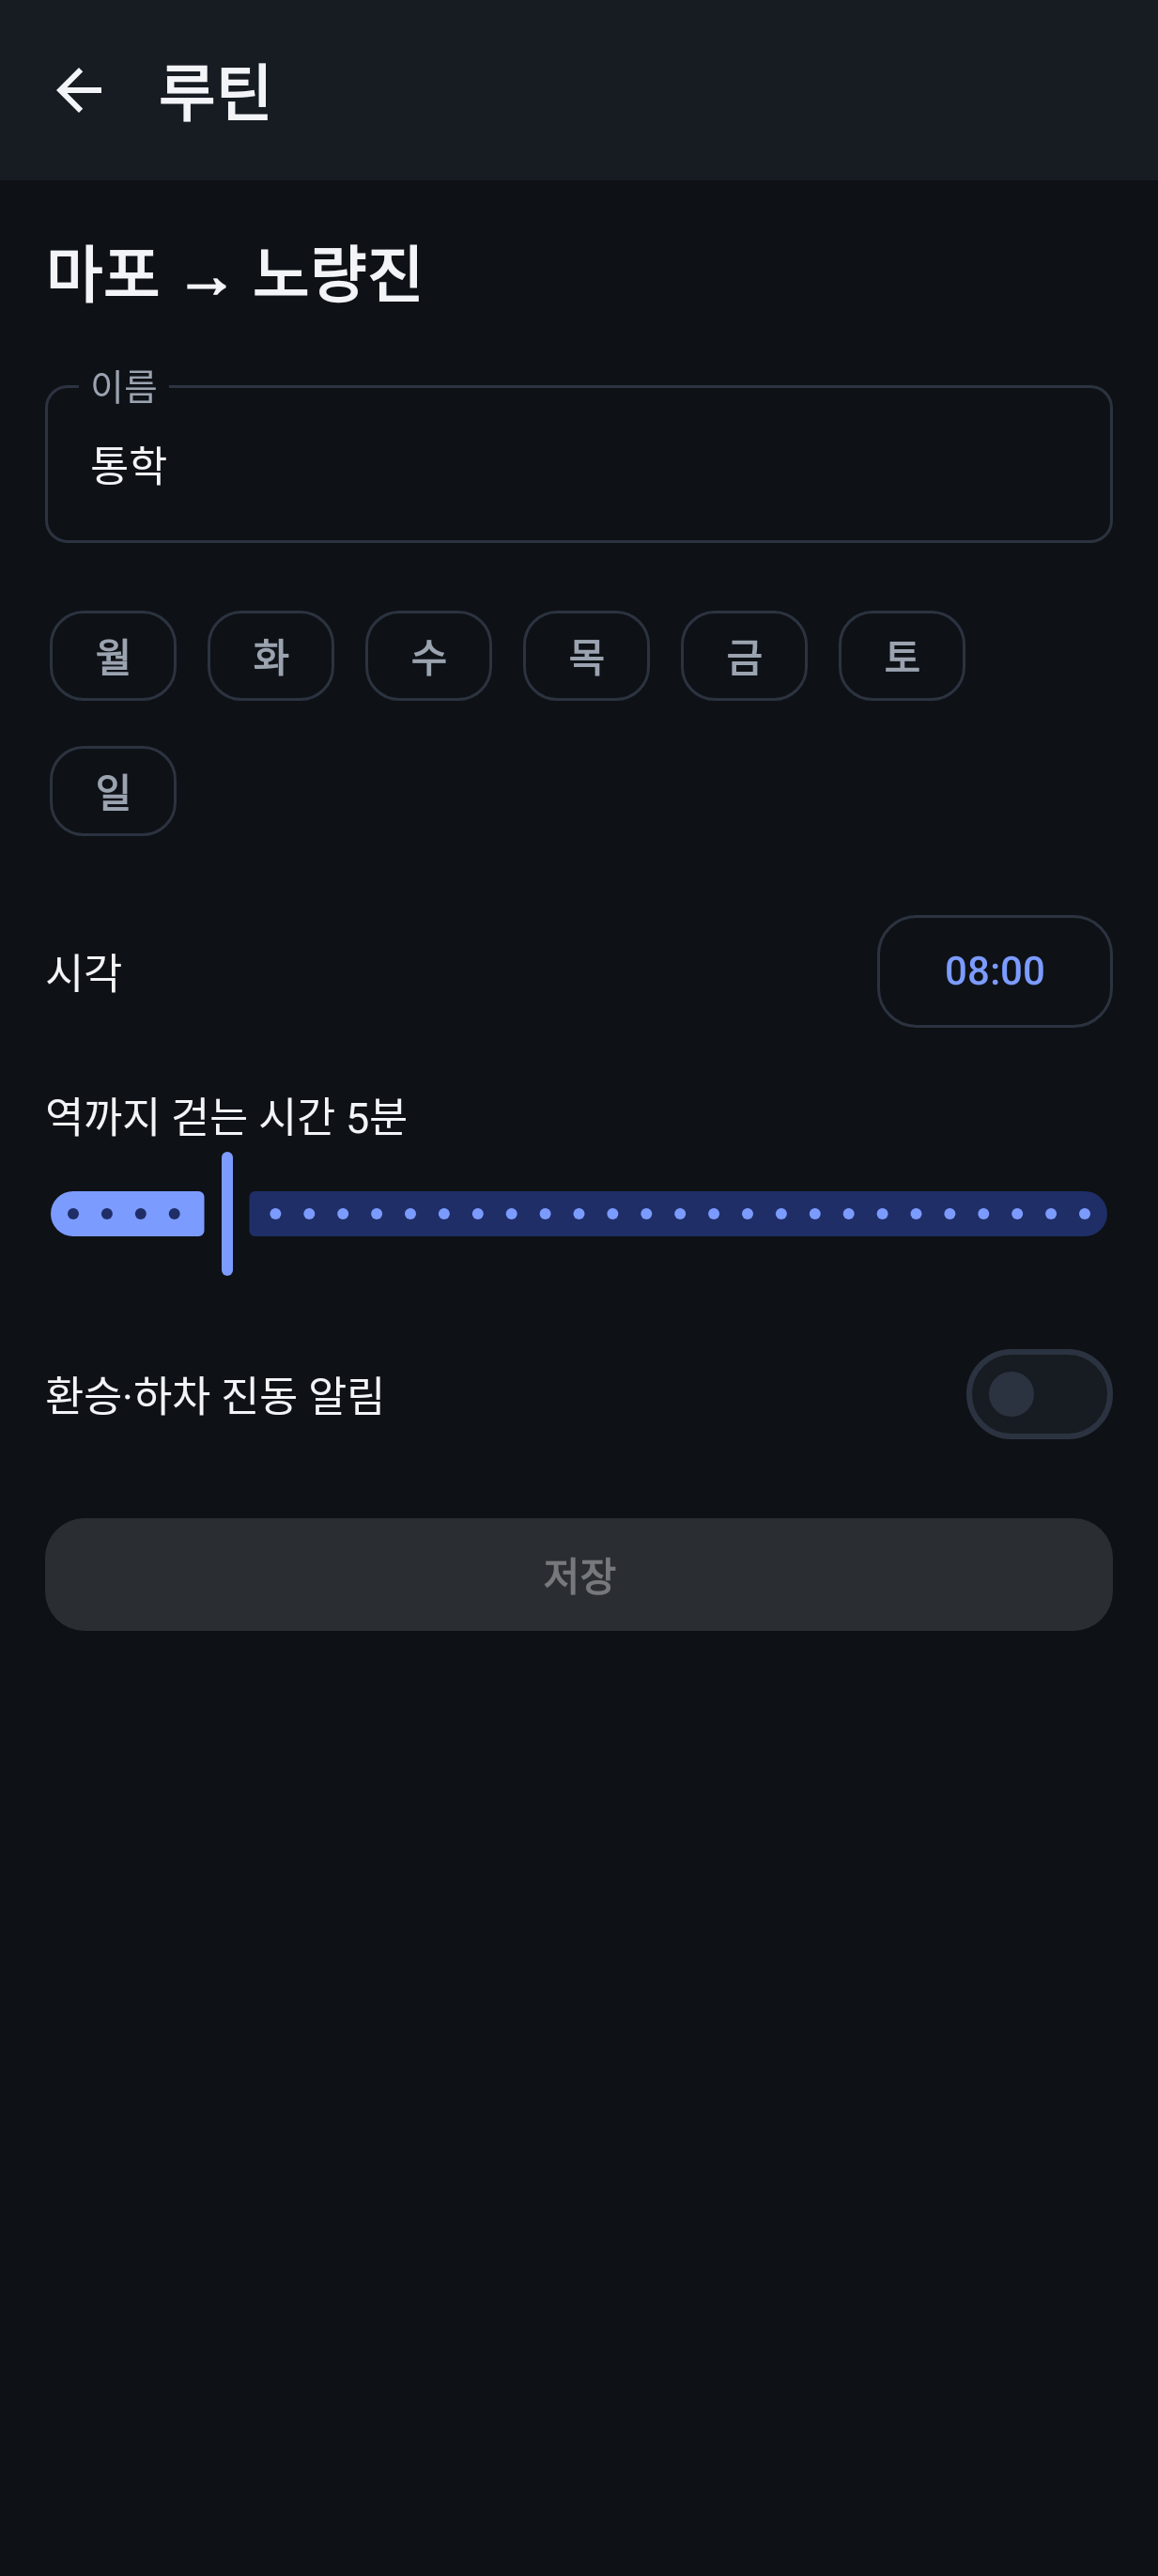 루틴
마포 → 노량진
이름
통학
월 화 수 목 금 토
일
시각 08:00
역까지 걷는 시간 5분
환승·하차 진동 알림
저장